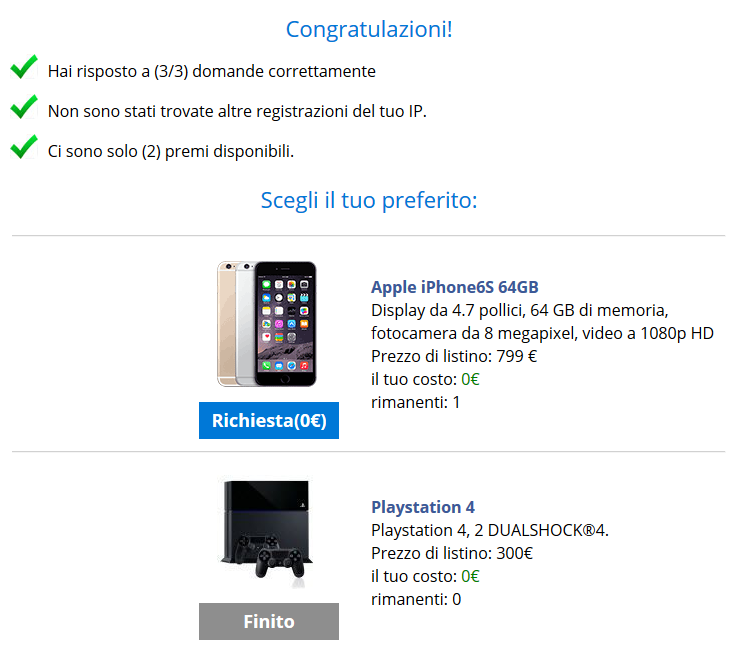 Congratulazioni!
Hai risposto a (3/3) domande correttamente
Non sono stati trovate altre registrazioni del tuo IP.
Ci sono solo (2) premi disponibili.
Scegli il tuo preferito:
Apple iPhone6S 64GB
Display da 4.7 pollici, 64 GB di memoria,
fotocamera da 8 megapixel, video a 1080p HD
Prezzo di listino: 799 €
il tuo costo: 0€
rimanenti: 1
Richiesta(0€)
Playstation 4
Playstation 4, 2 DUALSHOCK®4.
Prezzo di listino: 300€
il tuo costo: 0€
rimanenti: 0
Finito